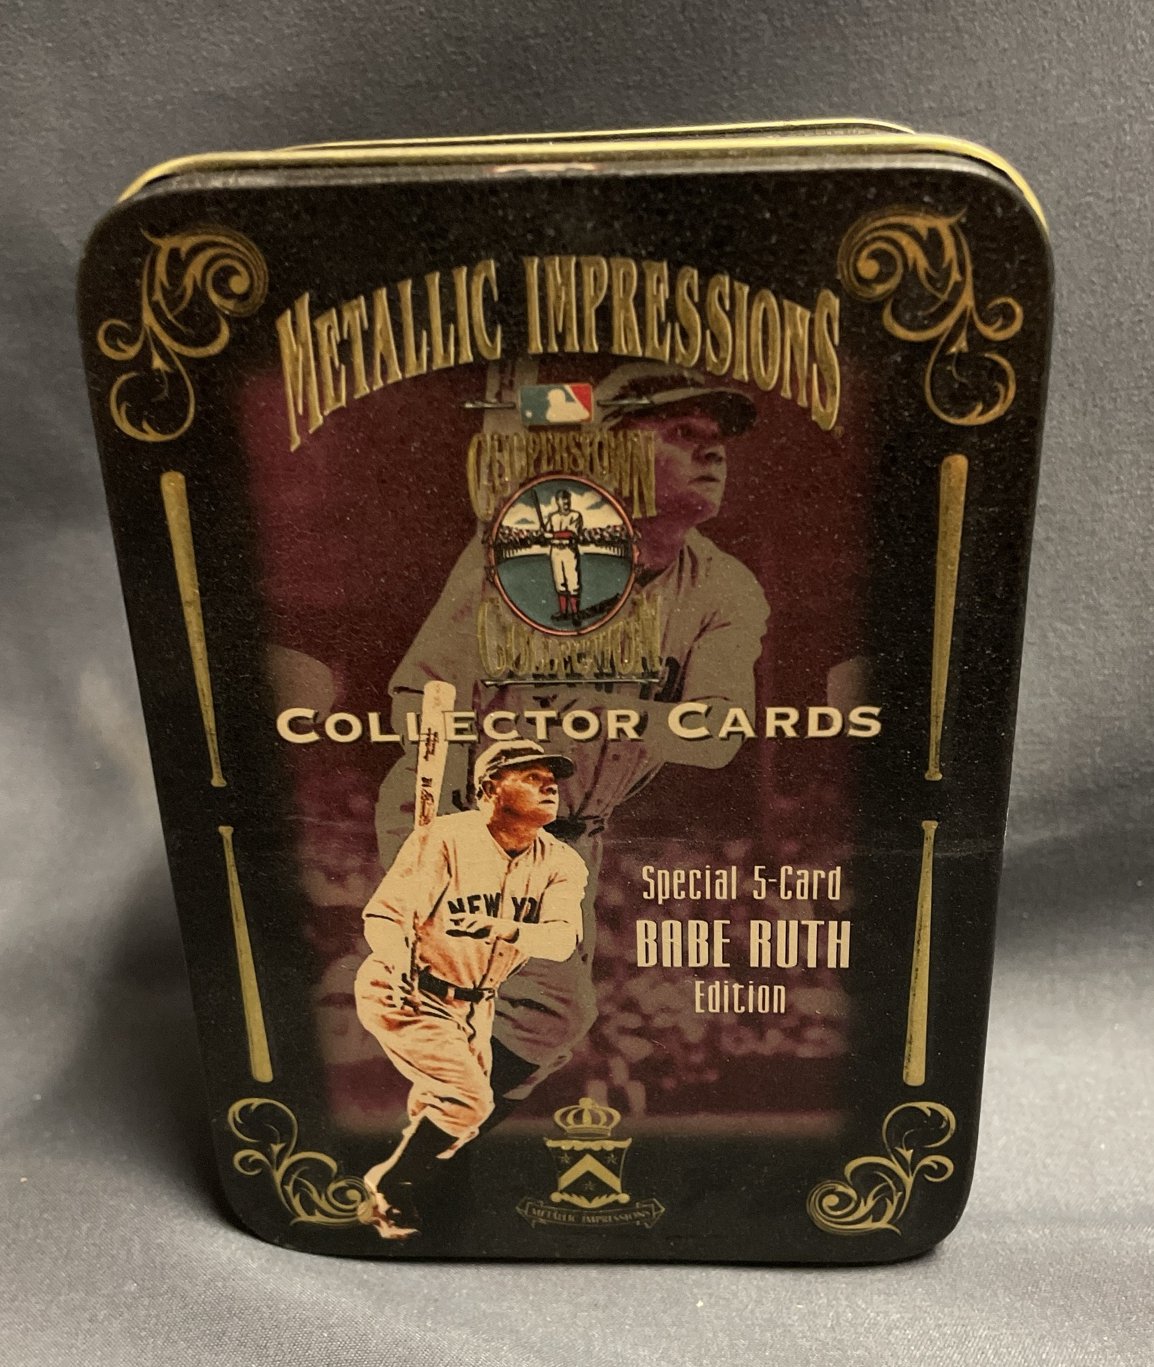 METALLIC IMPRESSIONS
COOPERSTOWN
COLLECTION
COLLECTOR CARDS
NEW YO
Special 5-Card
BABE RUTH
Edition
METALLIC IMPRESSIONS